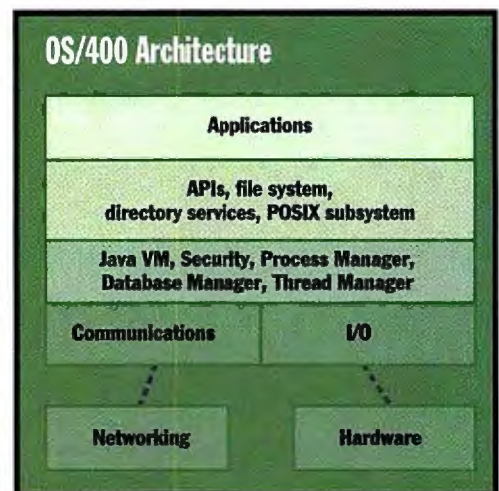 OS/400 Architecture
Applications
APIs, file system,
directory services, POSIX subsystem
Java VM, Security, Process Manager,
Database Manager, Thread Manager
Communications I/O
Networking Hardware